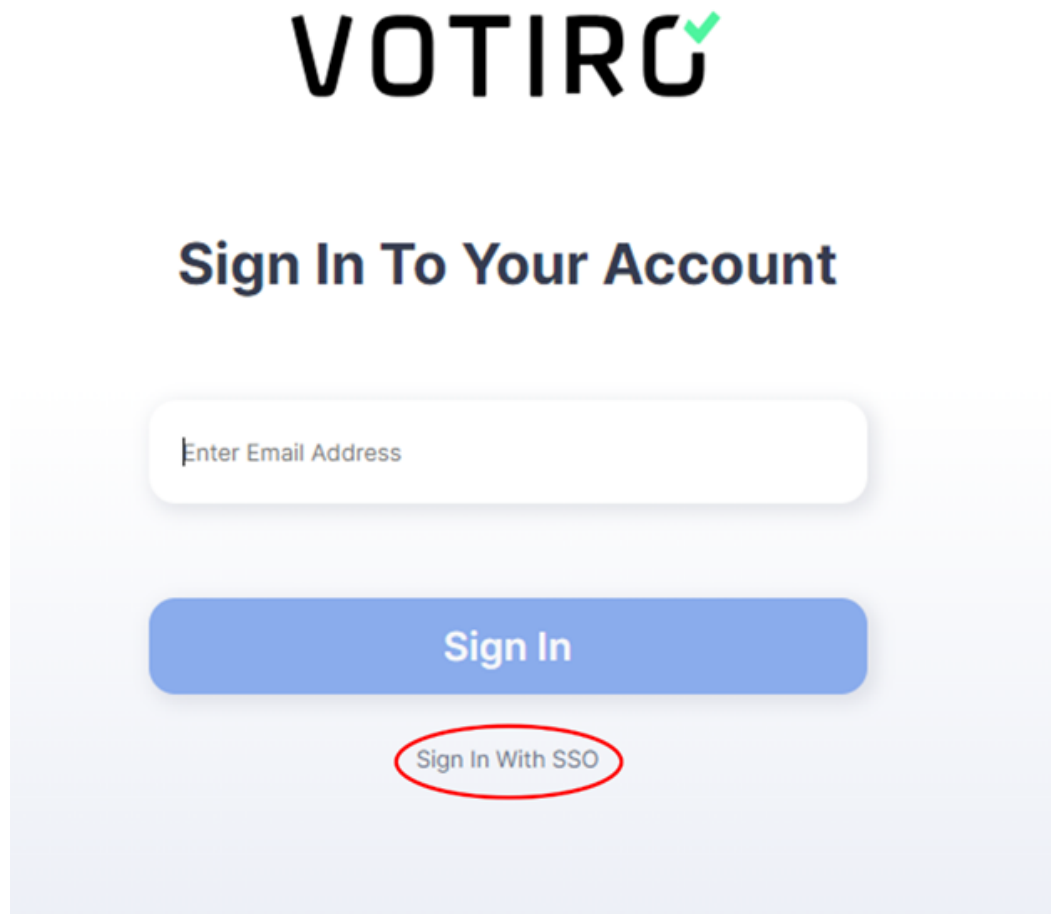 VOTIRO
Sign In To Your Account
Enter Email Address
Sign In
Sign In With SSO